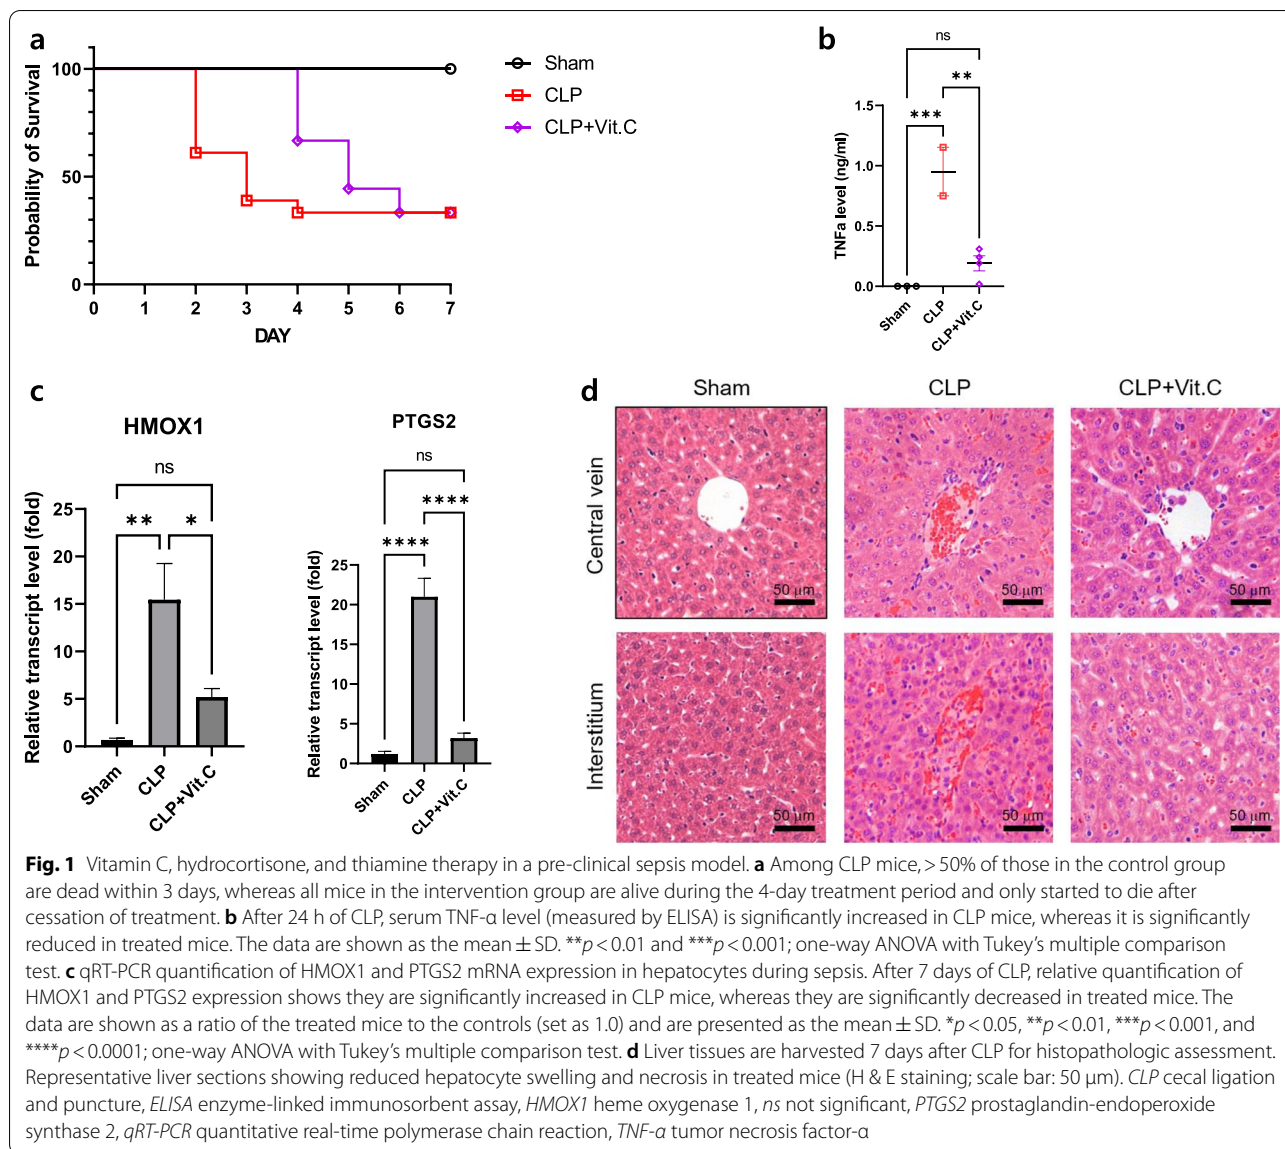 a
100
50
0
Probability of Survival
0 1 2 3 4 5 6 7
DAY
Sham
CLP
CLP+Vit.C
b
ns
**
***
1.5
1.0
0.5
0.0
TNFa level (ng/ml)
Sham
CLP
CLP+Vit.C
c
HMOX1
ns
** *
25
20
15
10
5
0
Relative transcript level (fold)
Sham
CLP
CLP+Vit.C
PTGS2
ns
****
****
25
20
15
10
5
0
Relative transcript level (fold)
Sham
CLP
CLP+Vit.C
d
Sham CLP CLP+Vit.C
Central vein
50 µm 50 µm 50 µm
Interstitium
50 µm 50 µm 50 µm
Fig. 1 Vitamin C, hydrocortisone, and thiamine therapy in a pre-clinical sepsis model. a Among CLP mice, > 50% of those in the control group
are dead within 3 days, whereas all mice in the intervention group are alive during the 4-day treatment period and only started to die after
cessation of treatment. b After 24 h of CLP, serum TNF-α level (measured by ELISA) is significantly increased in CLP mice, whereas it is significantly
reduced in treated mice. The data are shown as the mean ± SD. **p < 0.01 and ***p < 0.001; one-way ANOVA with Tukey's multiple comparison
test. c qRT-PCR quantification of HMOX1 and PTGS2 mRNA expression in hepatocytes during sepsis. After 7 days of CLP, relative quantification of
HMOX1 and PTGS2 expression shows they are significantly increased in CLP mice, whereas they are significantly decreased in treated mice. The
data are shown as a ratio of the treated mice to the controls (set as 1.0) and are presented as the mean ± SD. *p < 0.05, **p < 0.01, ***p < 0.001, and
****p < 0.0001; one-way ANOVA with Tukey's multiple comparison test. d Liver tissues are harvested 7 days after CLP for histopathologic assessment.
Representative liver sections showing reduced hepatocyte swelling and necrosis in treated mice (H & E staining; scale bar: 50 µm). CLP cecal ligation
and puncture, ELISA enzyme-linked immunosorbent assay, HMOX1 heme oxygenase 1, ns not significant, PTGS2 prostaglandin-endoperoxide
synthase 2, qRT-PCR quantitative real-time polymerase chain reaction, TNF-α tumor necrosis factor-α